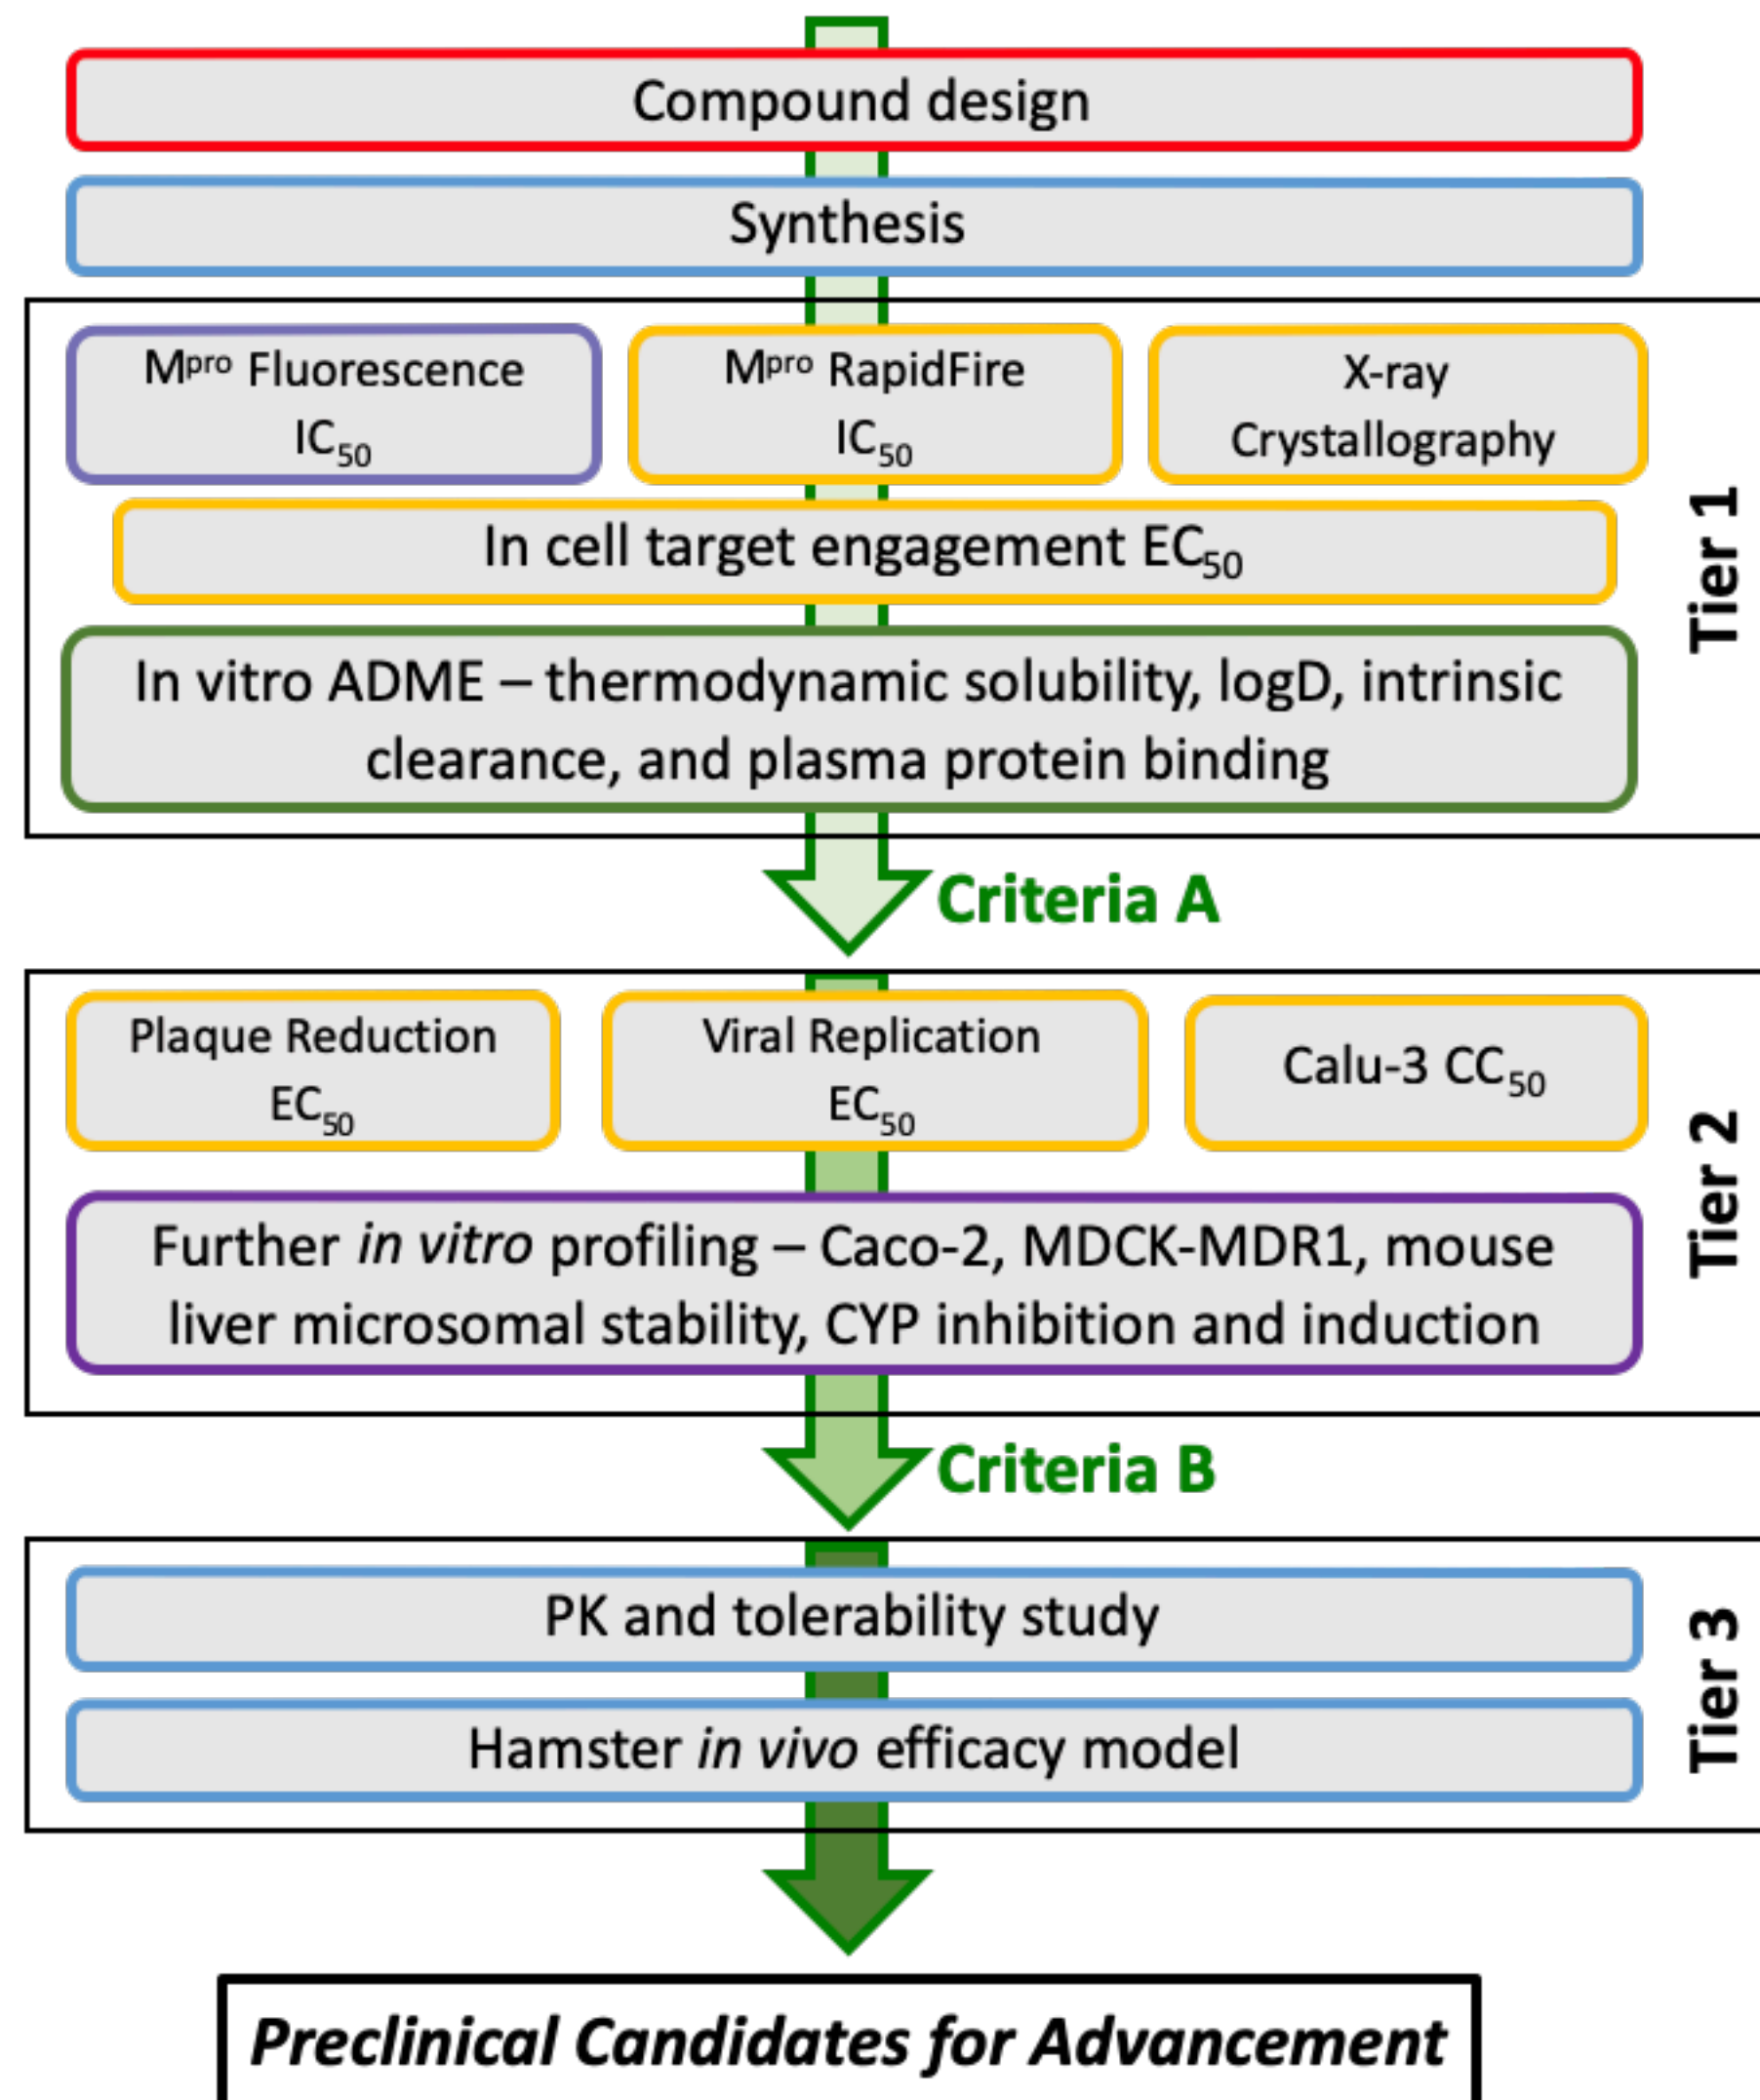 Compound design
Synthesis
Mpro Fluorescence
IC50
Mpro RapidFire
IC50
X-ray
Crystallography
In cell target engagement EC50
In vitro ADME – thermodynamic solubility, logD, intrinsic
clearance, and plasma protein binding
Tier 1
Criteria A
Plaque Reduction
EC50
Viral Replication
EC50
Calu-3 CC50
Further in vitro profiling – Caco-2, MDCK-MDR1, mouse
liver microsomal stability, CYP inhibition and induction
Tier 2
Criteria B
PK and tolerability study
Hamster in vivo efficacy model
Tier 3
Preclinical Candidates for Advancement